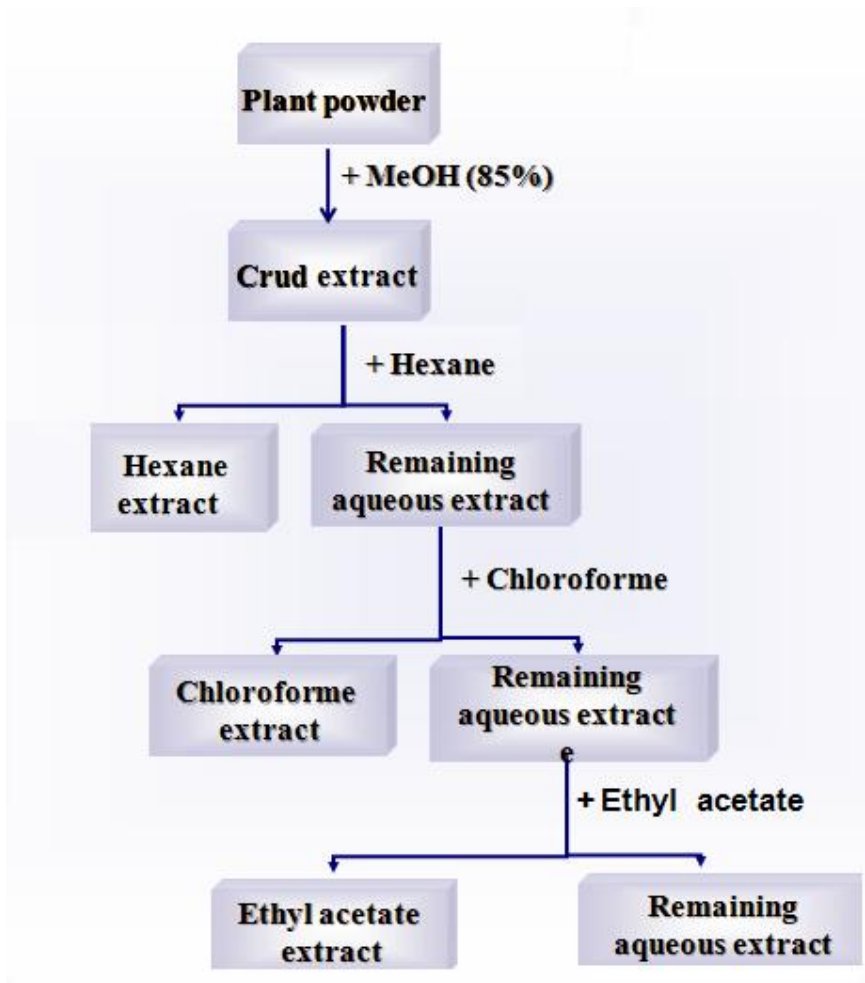 Plant powder
+ MeOH (85%)
Crud extract
+ Hexane
Hexane
extract
Remaining
aqueous extract
+ Chloroforme
Chloroforme
extract
Remaining
aqueous extract
e
+ Ethyl acetate
Ethyl acetate
extract
Remaining
aqueous extract